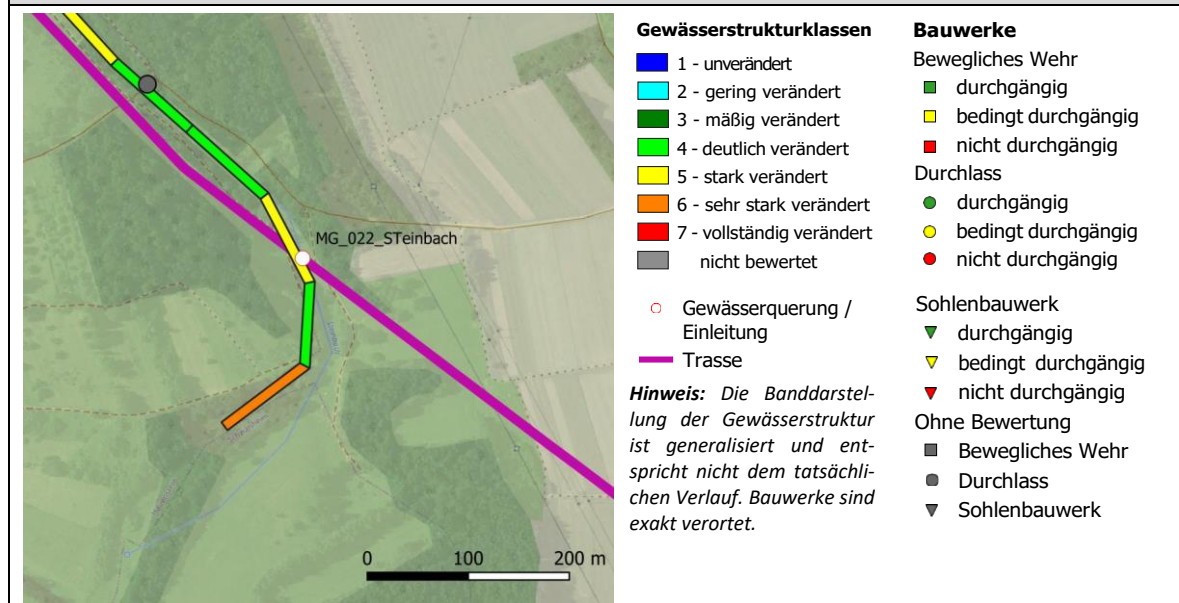 MG_022_STeinbach
0 100 200 m
Gewässerstrukturklassen
1 - unverändert
2 - gering verändert
3 - mäßig verändert
4 - deutlich verändert
5 - stark verändert
6 - sehr stark verändert
7 - vollständig verändert
nicht bewertet
Gewässerquerung /
Einleitung
Trasse
Hinweis: Die Banddarstel-
lung der Gewässerstruktur
ist generalisiert und ent-
spricht nicht dem tatsächli-
chen Verlauf. Bauwerke sind
exakt verortet.
Bauwerke
Bewegliches Wehr
durchgängig
bedingt durchgängig
nicht durchgängig
Durchlass
durchgängig
bedingt durchgängig
nicht durchgängig
Sohlenbauwerk
durchgängig
bedingt durchgängig
nicht durchgängig
Ohne Bewertung
Bewegliches Wehr
Durchlass
Sohlenbauwerk